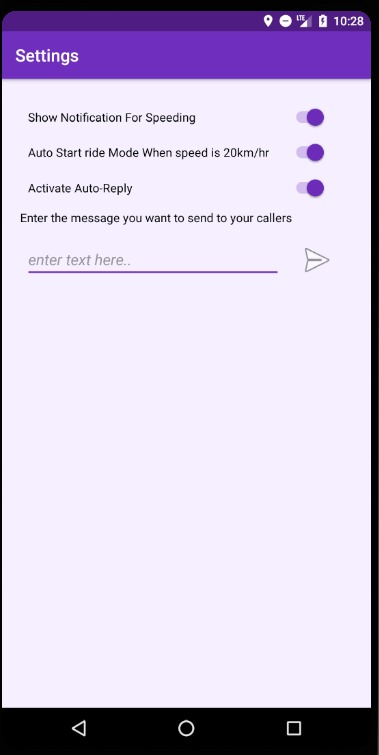 LTE 10:28
Settings
Show Notification For Speeding
Auto Start ride Mode When speed is 20km/hr
Activate Auto-Reply
Enter the message you want to send to your callers
enter text here..